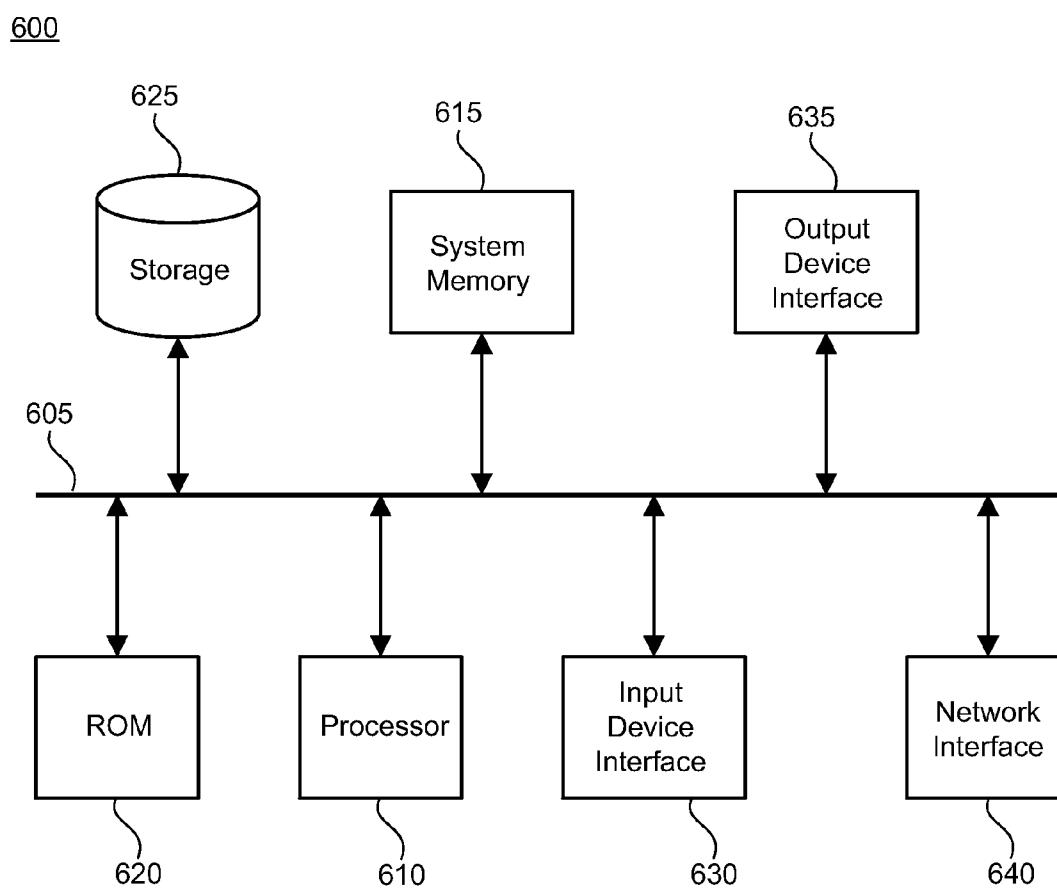 600
625
615
635
Storage
System
Memory
Output
Device
Interface
605
ROM
Processor
Input
Device
Interface
Network
Interface
620
610
630
640